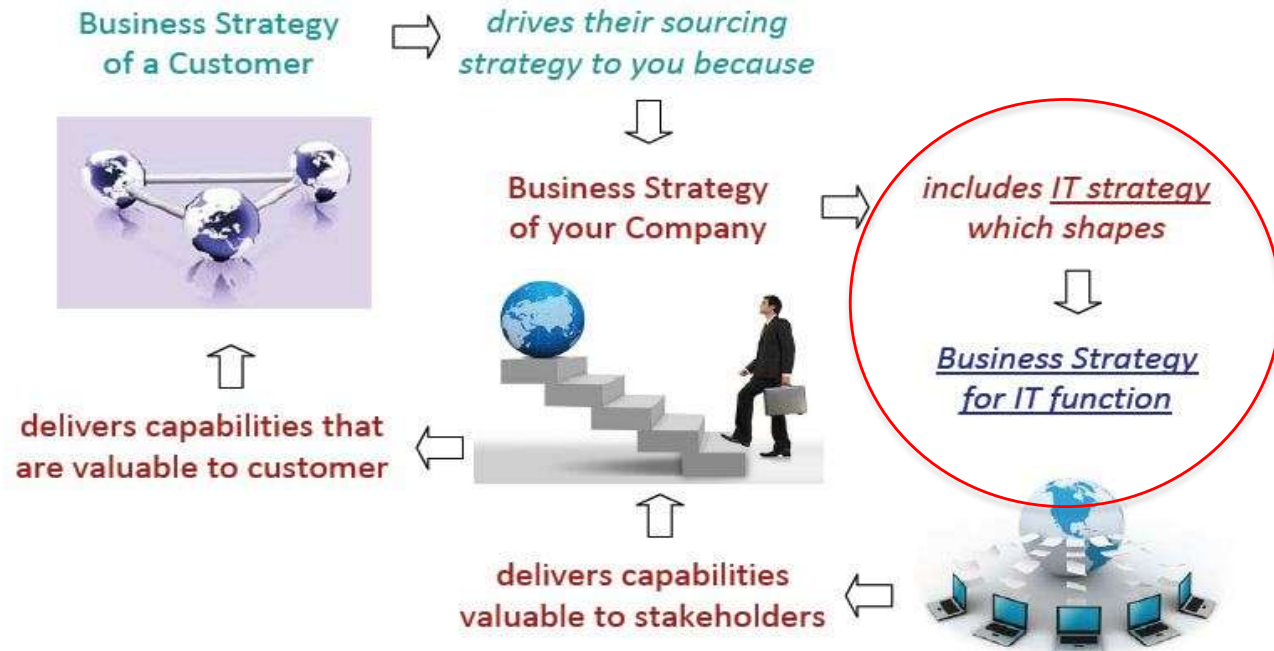 Business Strategy
of a Customer
drives their sourcing
strategy to you because
Business Strategy
of your Company
includes IT strategy
which shapes
Business Strategy
for IT function
delivers capabilities that
are valuable to customer
delivers capabilities
valuable to stakeholders